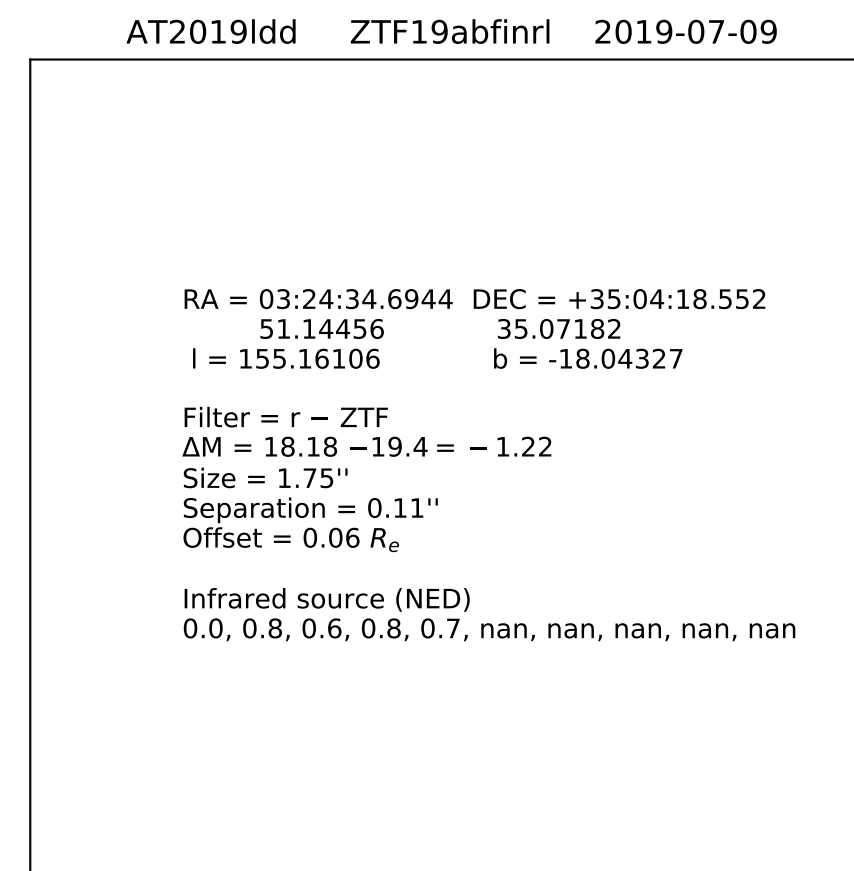 AT2019ldd ZTF19abfinrl 2019-07-09
RA = 03:24:34.6944 DEC = +35:04:18.552
51.14456 35.07182
l = 155.16106 b = -18.04327
Filter = r − ZTF
ΔM = 18.18 −19.4 = − 1.22
Size = 1.75''
Separation = 0.11''
Offset = 0.06 Re
Infrared source (NED)
0.0, 0.8, 0.6, 0.8, 0.7, nan, nan, nan, nan, nan